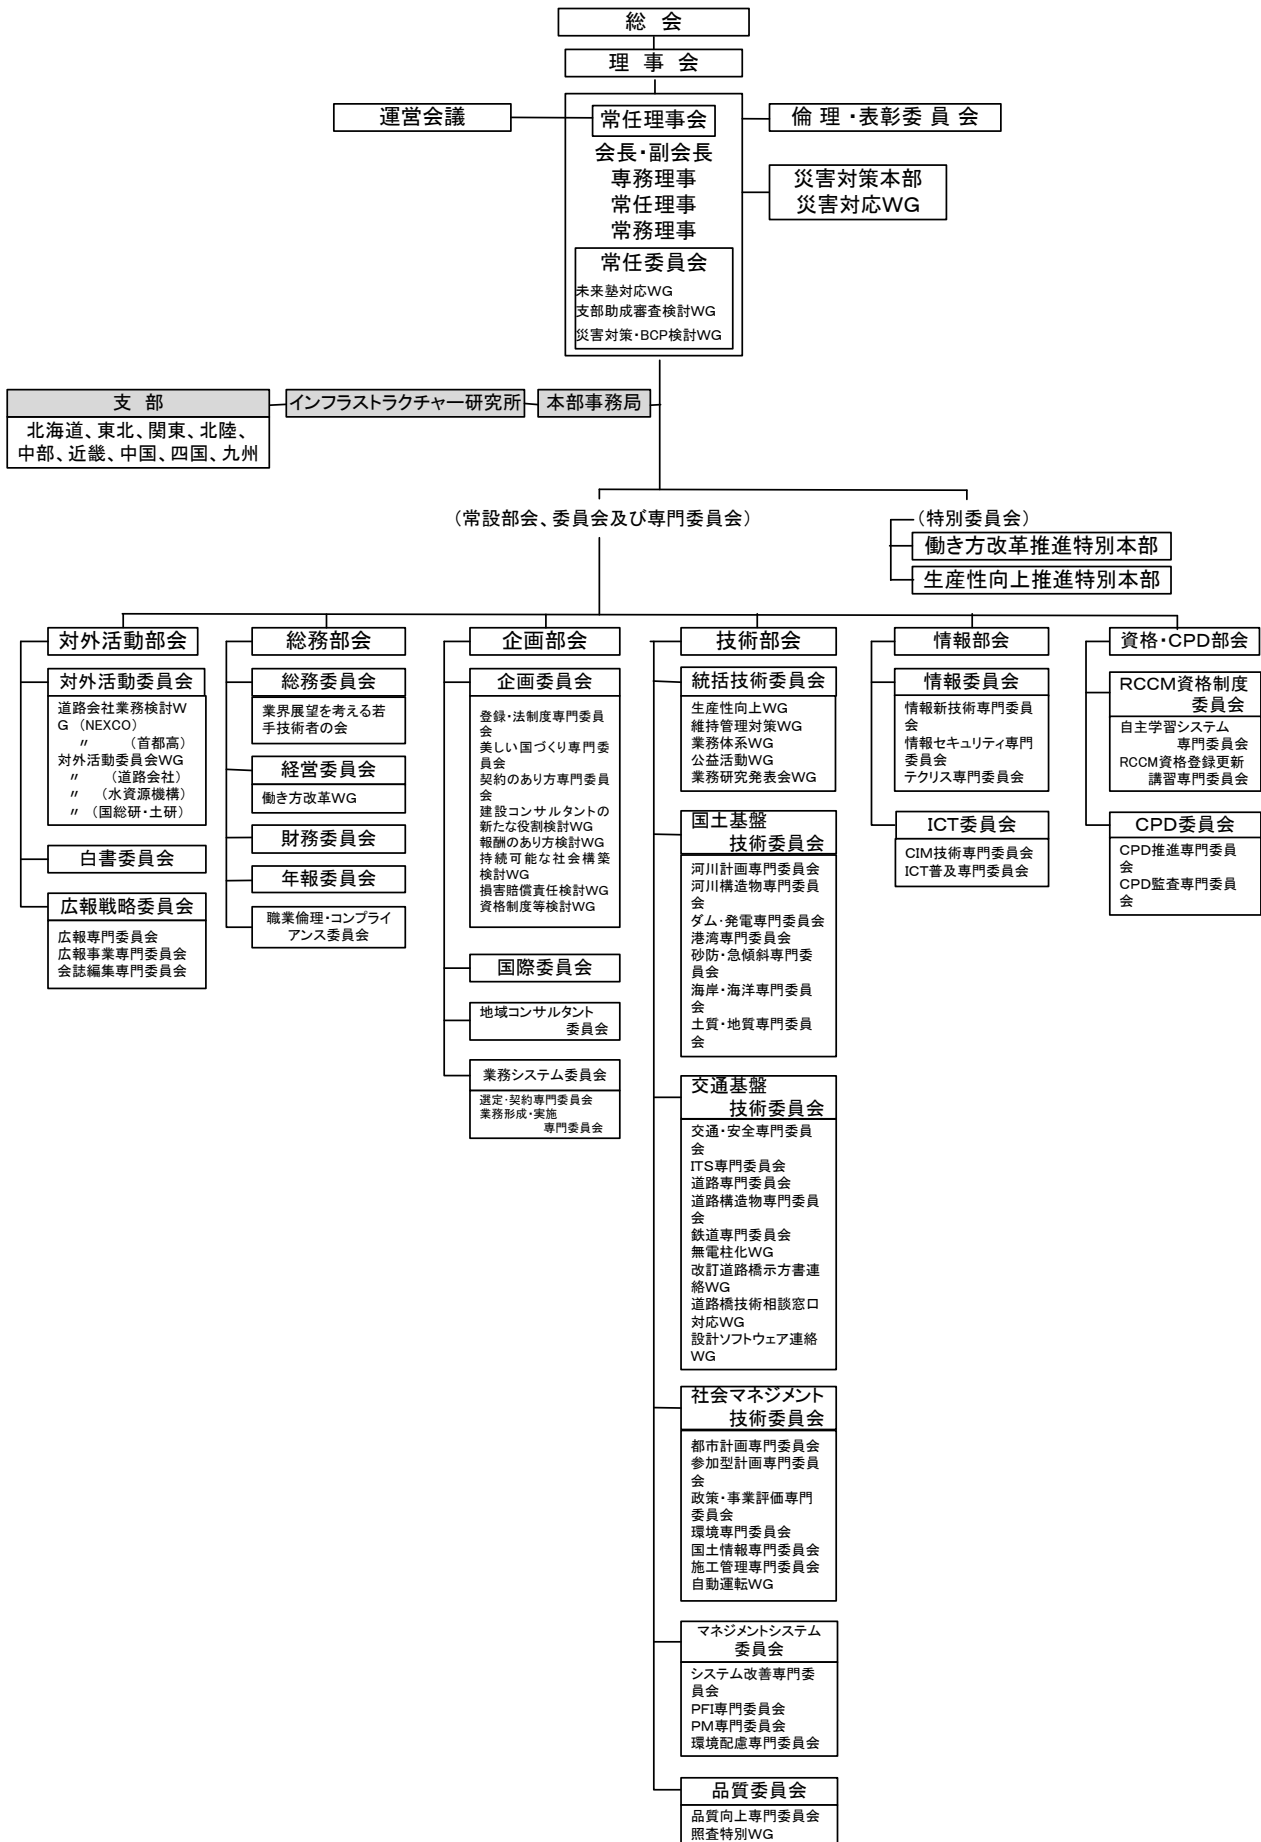 総 会
理 事 会
運営会議
常任理事会
倫 理 ・表彰委 員 会
会長・副会長
専務理事
常任理事
常務理事
災害対策本部
災害対応WG
常任委員会
未来塾対応WG
支部助成審査検討WG
災害対策・BCP検討WG
支 部
インフラストラクチャー研究所
本部事務局
北海道、東北、関東、北陸、
中部、近畿、中国、四国、九州
(常設部会、委員会及び専門委員会)
(特別委員会)
働き方改革推進特別本部
生産性向上推進特別本部
対外活動部会
対外活動委員会
道路会社業務検討W
G (NEXCO)
〃 (首都高)
対外活動委員会WG
〃 (道路会社)
〃 (水資源機構)
〃 (国総研・土研)
白書委員会
広報戦略委員会
広報専門委員会
広報事業専門委員会
会誌編集専門委員会
総務部会
総務委員会
業界展望を考える若
手技術者の会
経営委員会
働き方改革WG
財務委員会
年報委員会
職業倫理・コンプライ
アンス委員会
企画部会
企画委員会
登録・法制度専門委員
会
美しい国づくり専門委
員会
契約のあり方専門委員
会
建設コンサルタントの
新たな役割検討WG
報酬のあり方検討WG
持続可能な社会構築
検討WG
損害賠償責任検討WG
資格制度等検討WG
国際委員会
地域コンサルタント
委員会
業務システム委員会
選定・契約専門委員会
業務形成・実施
専門委員会
技術部会
統括技術委員会
生産性向上WG
維持管理対策WG
業務体系WG
公益活動WG
業務研究発表会WG
国土基盤
技術委員会
河川計画専門委員会
河川構造物専門委員
会
ダム・発電専門委員会
港湾専門委員会
砂防・急傾斜専門委
員会
海岸・海洋専門委員
会
土質・地質専門委員
会
交通基盤
技術委員会
交通・安全専門委員
会
ITS専門委員会
道路専門委員会
道路構造物専門委員
会
鉄道専門委員会
無電柱化WG
改訂道路橋示方書連
絡WG
道路橋技術相談窓口
対応WG
設計ソフトウェア連絡
WG
社会マネジメント
技術委員会
都市計画専門委員会
参加型計画専門委員
会
政策・事業評価専門
委員会
環境専門委員会
国土情報専門委員会
施工管理専門委員会
自動運転WG
マネジメントシステム
委員会
システム改善専門委
員会
PFI専門委員会
PM専門委員会
環境配慮専門委員会
品質委員会
品質向上専門委員会
照査特別WG
情報部会
情報委員会
情報新技術専門委員
会
情報セキュリティ専門
委員会
テクリス専門委員会
ICT委員会
CIM技術専門委員会
ICT普及専門委員会
資格・CPD部会
RCCM資格制度
委員会
自主学習システム
専門委員会
RCCM資格登録更新
講習専門委員会
CPD委員会
CPD推進専門委員
会
CPD監査専門委員
会